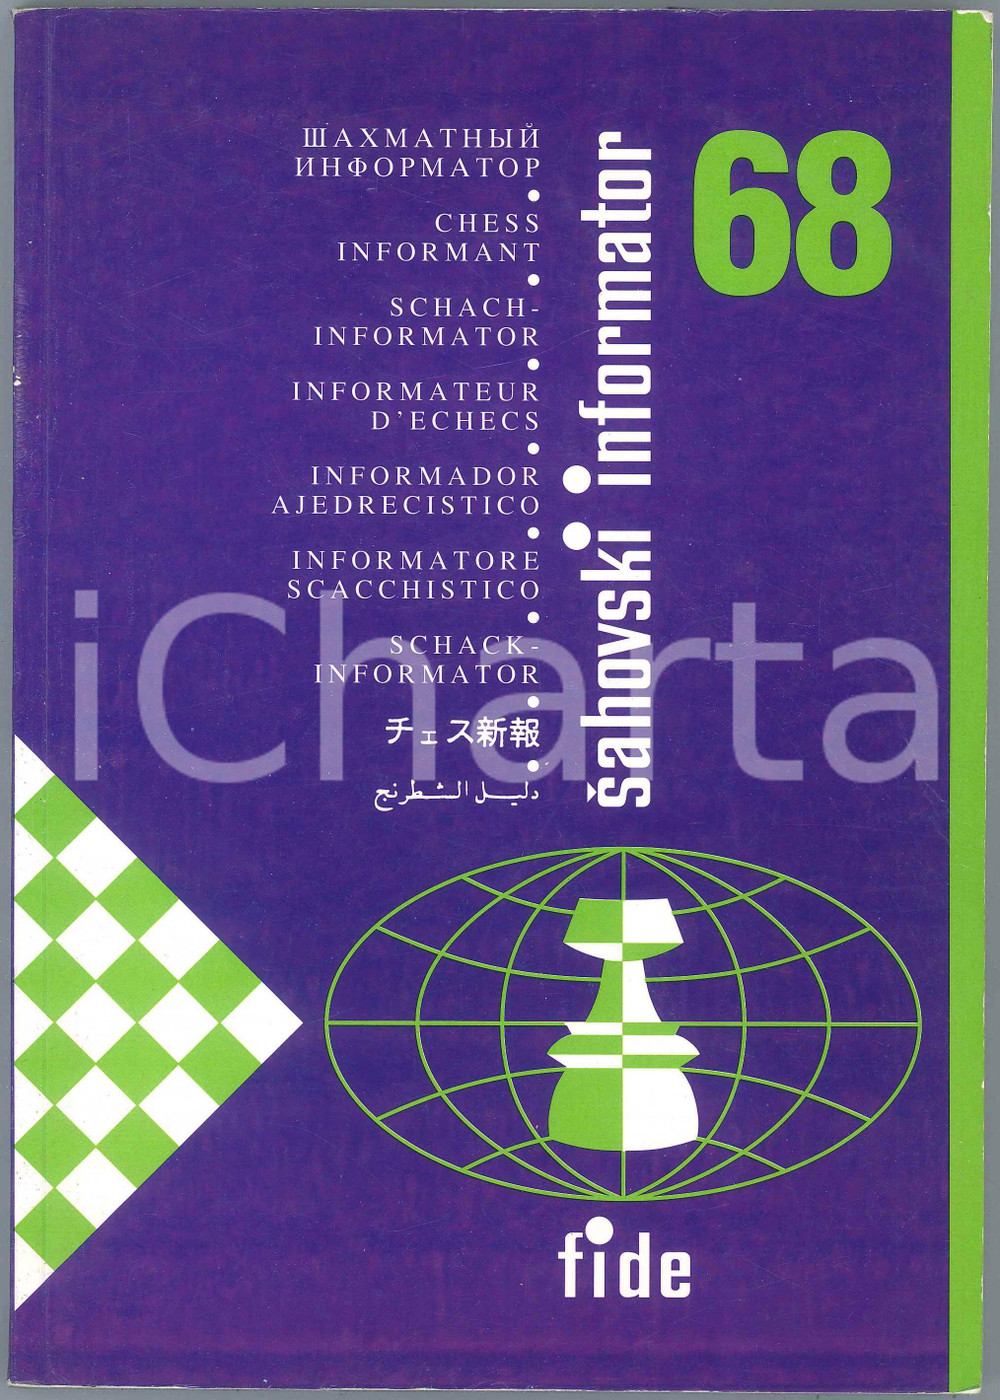 ШАХМАТНЫЙ
ИНФОРМАТОР
CHESS
INFORMANT
SCHACH-
INFORMATOR
INFORMATEUR
D'ECHECS
INFORMADOR
AJEDRECISTICO
INFORMATORE
SCACCHISTICO
SCHACK-
INFORMATOR
チェス新報
دليل الشطرنج
šahovski informator
68
fide
iCharta